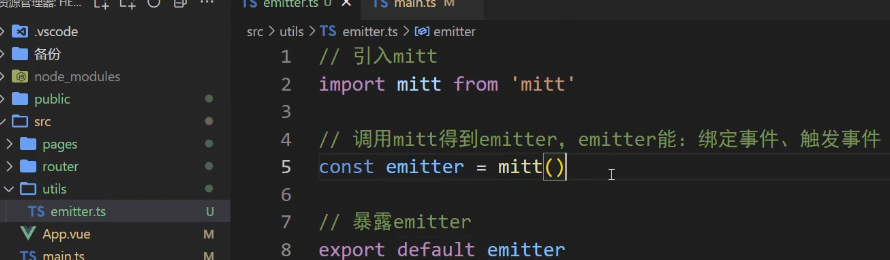 资源管理器: HE...
emitter.ts U
main.ts M
.vscode
备份
node_modules
public
src
pages
router
utils
TS emitter.ts U
App.vue M
TS main.ts M
src > utils > TS emitter.ts > emitter
1 // 引入mitt
2 import mitt from 'mitt'
3
4 // 调用mitt得到emitter，emitter能：绑定事件、触发事件
5 const emitter = mitt()
6
7 // 暴露emitter
8 export default emitter